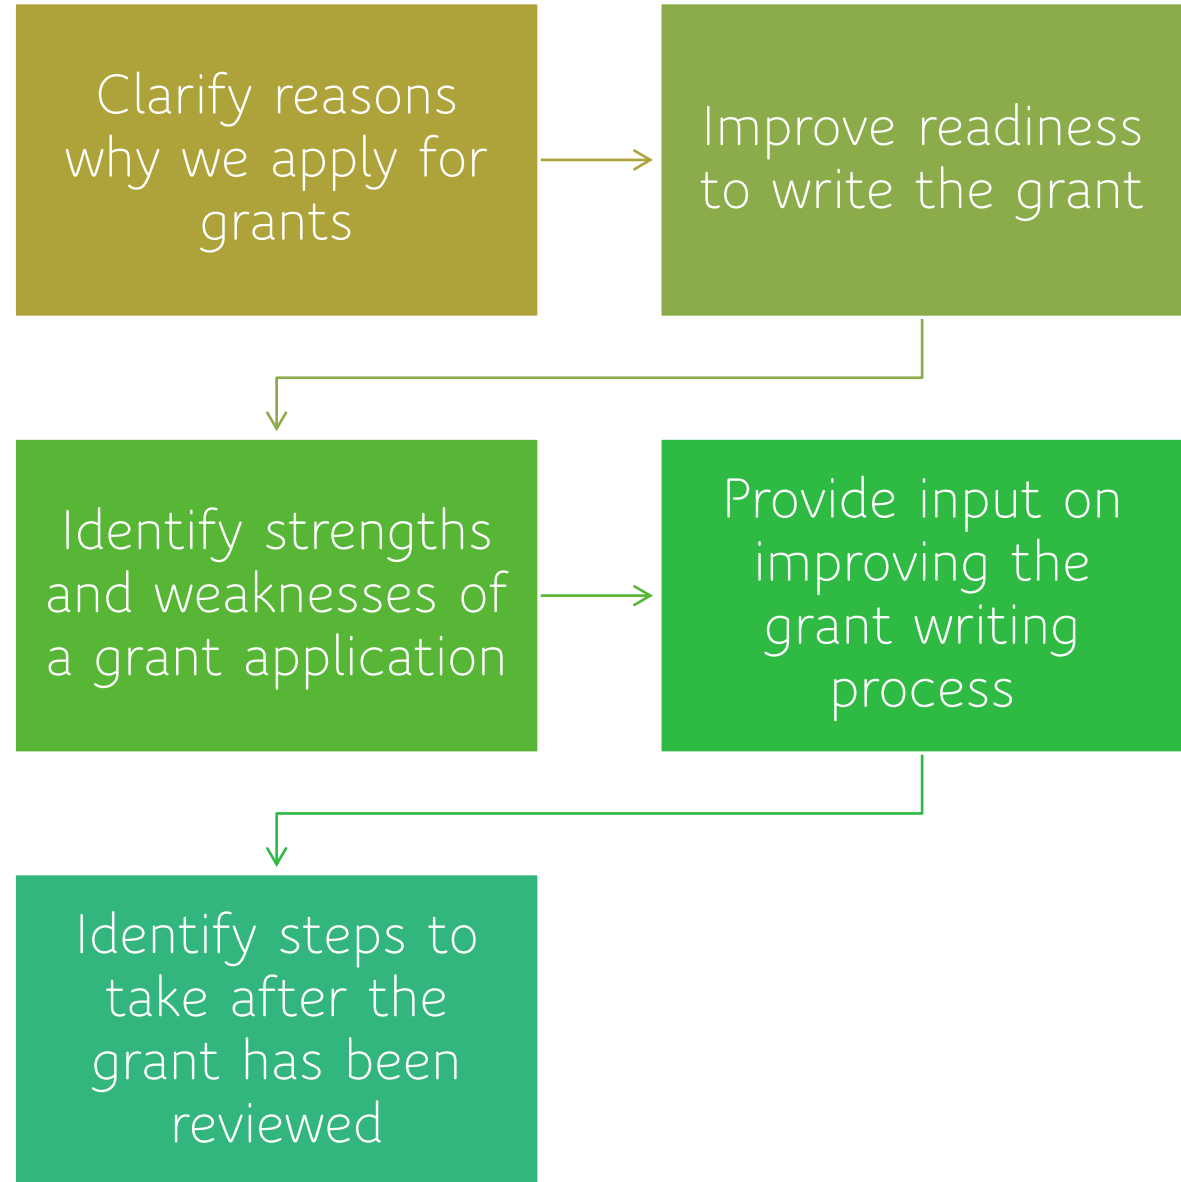 Clarify reasons
why we apply for
grants
Improve readiness
to write the grant
Identify strengths
and weaknesses of
a grant application
Provide input on
improving the
grant writing
process
Identify steps to
take after the
grant has been
reviewed